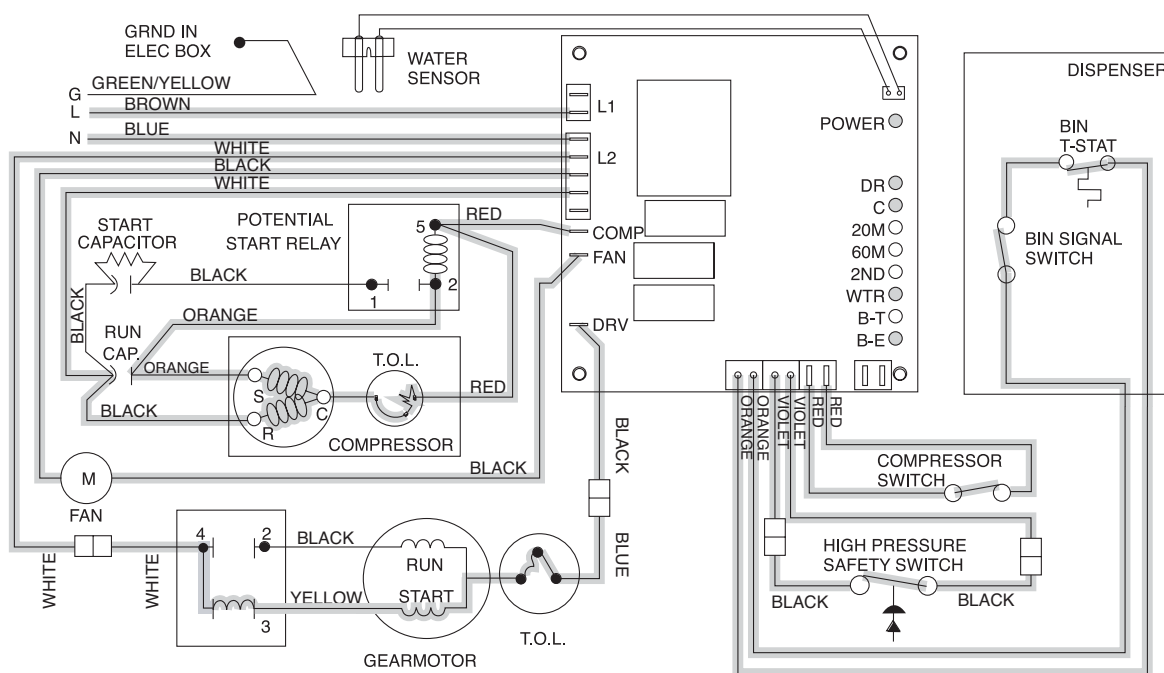 GRND IN
ELEC BOX
G GREEN/YELLOW
L BROWN
N BLUE
WHITE
BLACK
WHITE
WATER
SENSOR
L1
L2
COMP
FAN
DRV
POWER
DR
C
20M
60M
2ND
WTR
B-T
B-E
DISPENSER
BIN
T-STAT
BIN SIGNAL
SWITCH
START
CAPACITOR
POTENTIAL
START RELAY
5
1
2
RED
BLACK
BLACK
ORANGE
RUN
CAP.
ORANGE
BLACK
S
R
C
T.O.L.
COMPRESSOR
RED
BLACK
M
FAN
ORANGE
ORANGE
VIOLET
VIOLET
RED
RED
COMPRESSOR
SWITCH
HIGH PRESSURE
SAFETY SWITCH
BLACK
BLACK
BLACK
BLUE
WHITE
WHITE
4
2
3
BLACK
YELLOW
RUN
START
GEARMOTOR
T.O.L.